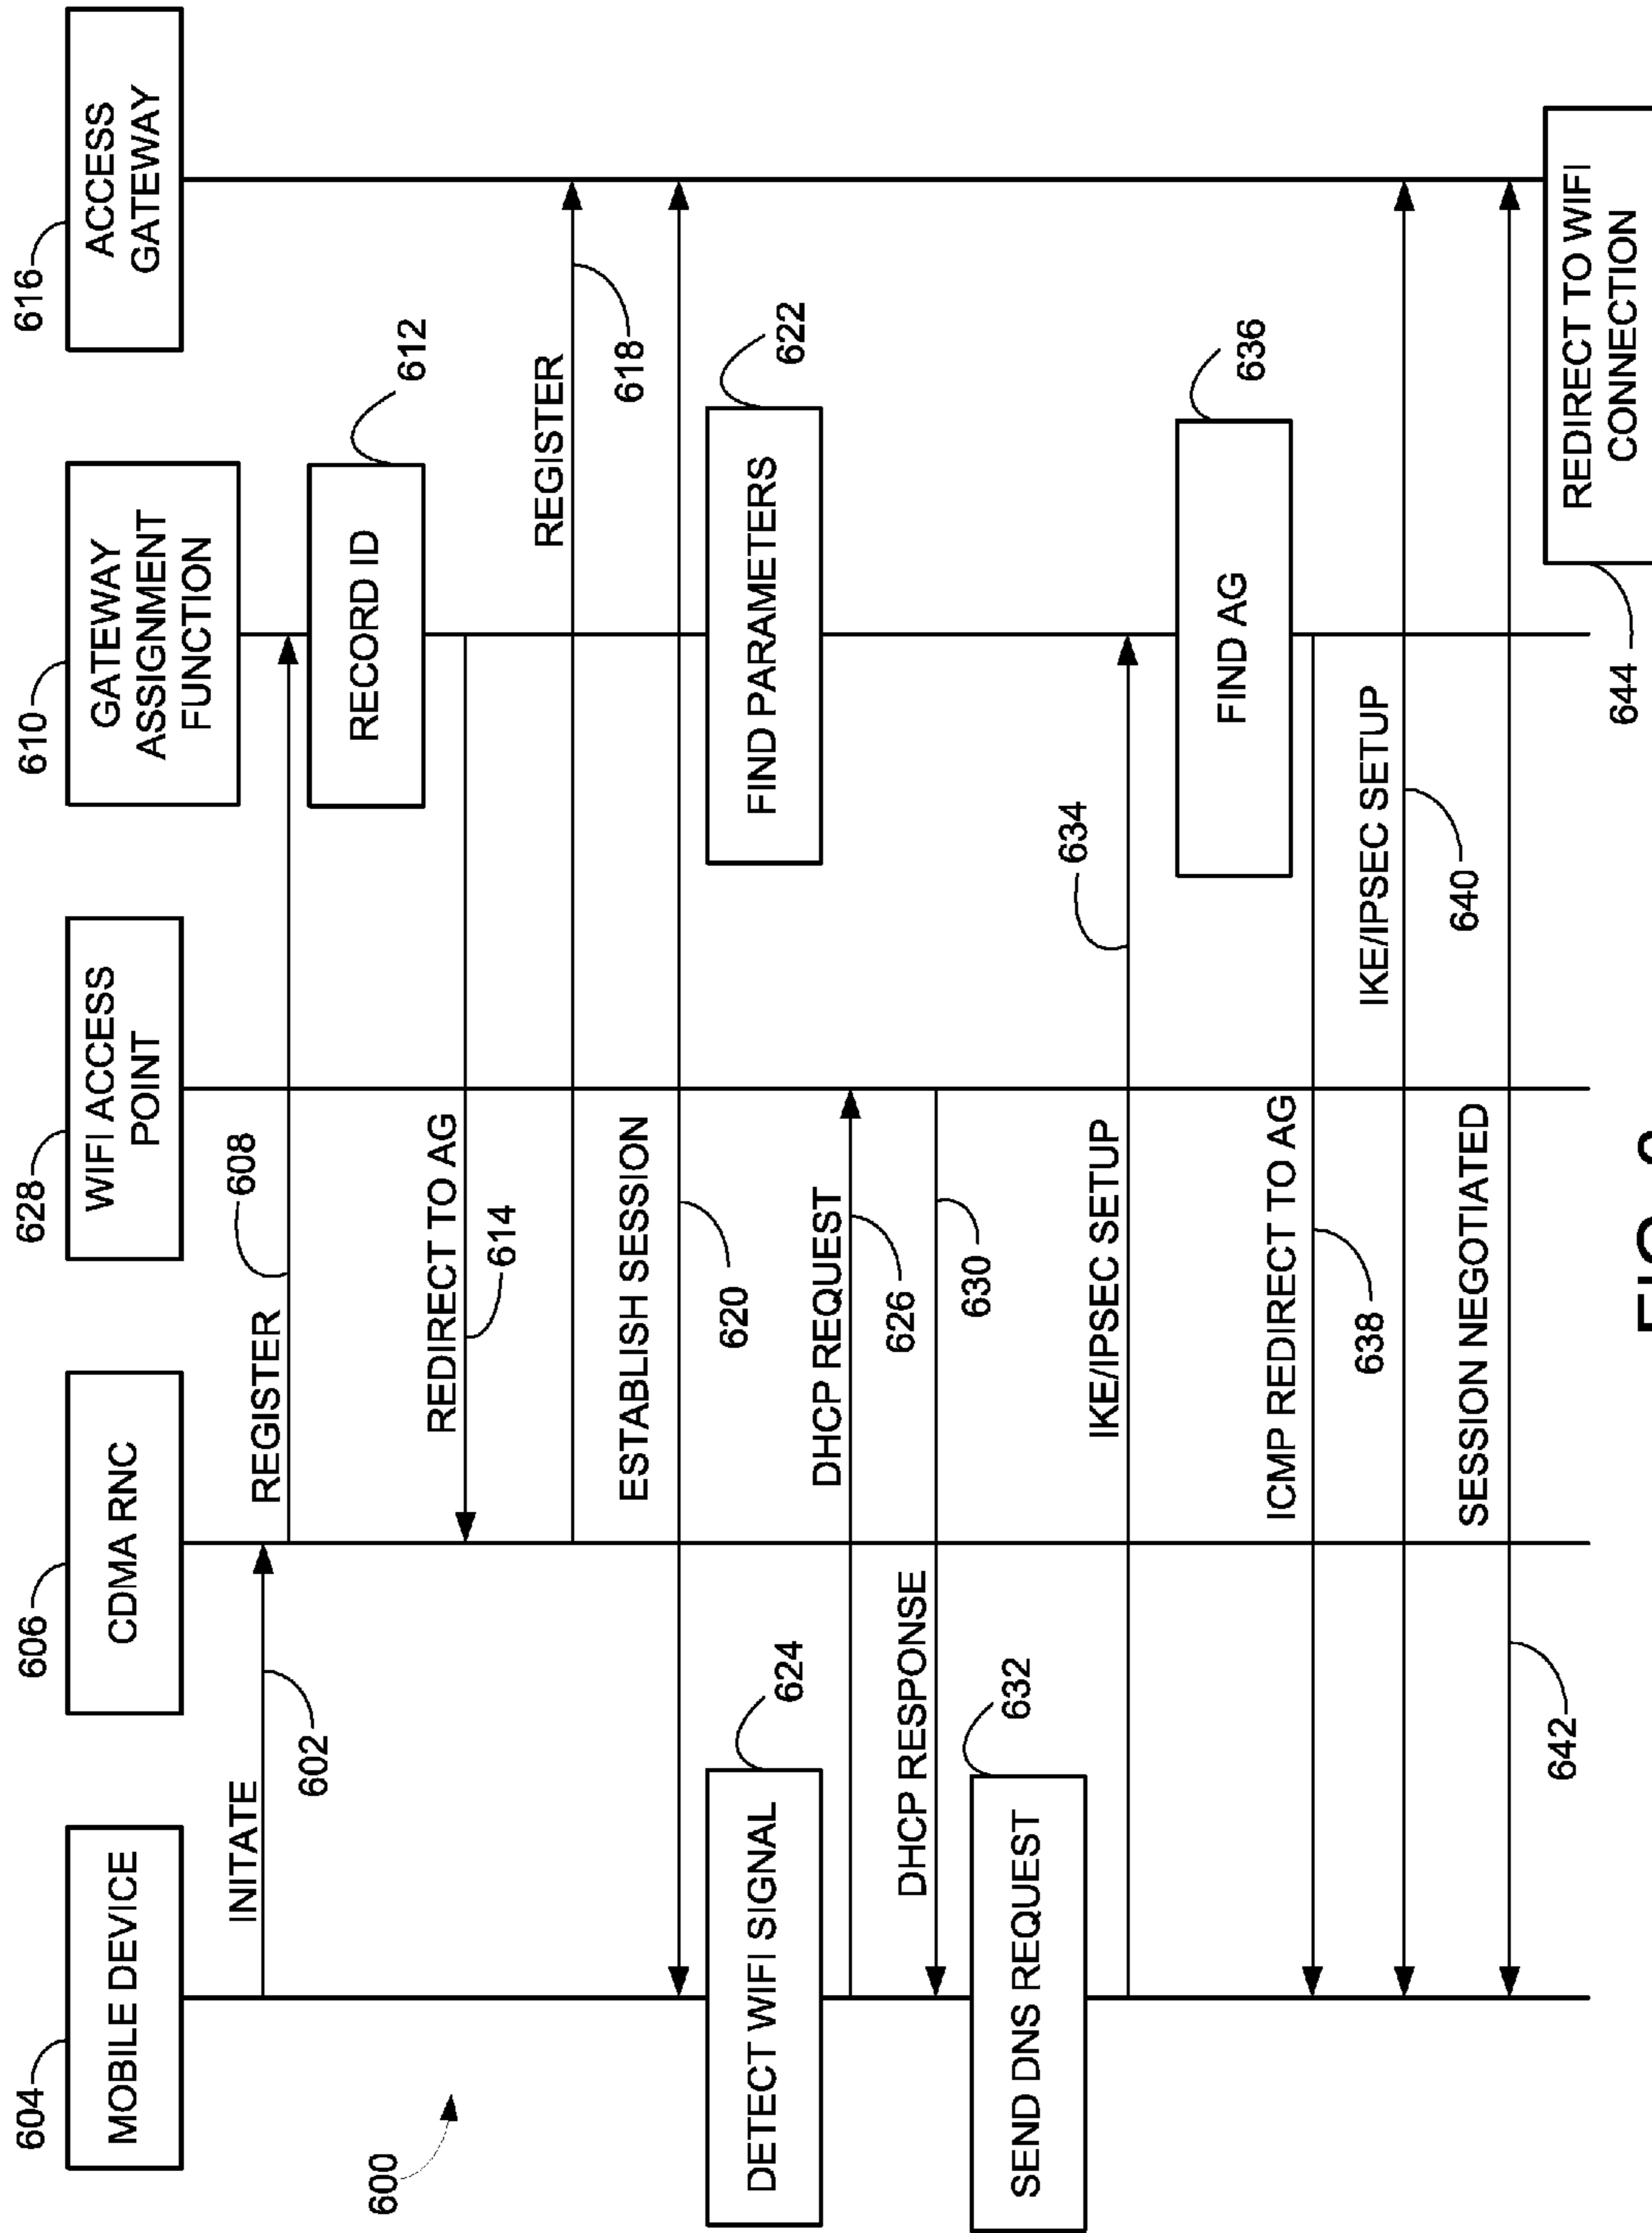 604
MOBILE DEVICE
606
CDMA RNC
628
WIFI ACCESS
POINT
610
GATEWAY
ASSIGNMENT
FUNCTION
616
ACCESS
GATEWAY
600
INITATE
602
REGISTER
608
RECORD ID
612
REDIRECT TO AG
614
REGISTER
618
ESTABLISH SESSION
620
FIND PARAMETERS
622
DETECT WIFI SIGNAL
624
DHCP REQUEST
626
DHCP RESPONSE
630
SEND DNS REQUEST
632
IKE/IPSEC SETUP
634
FIND AG
636
ICMP REDIRECT TO AG
638
IKE/IPSEC SETUP
640
SESSION NEGOTIATED
642
REDIRECT TO WIFI
CONNECTION
644
FIG